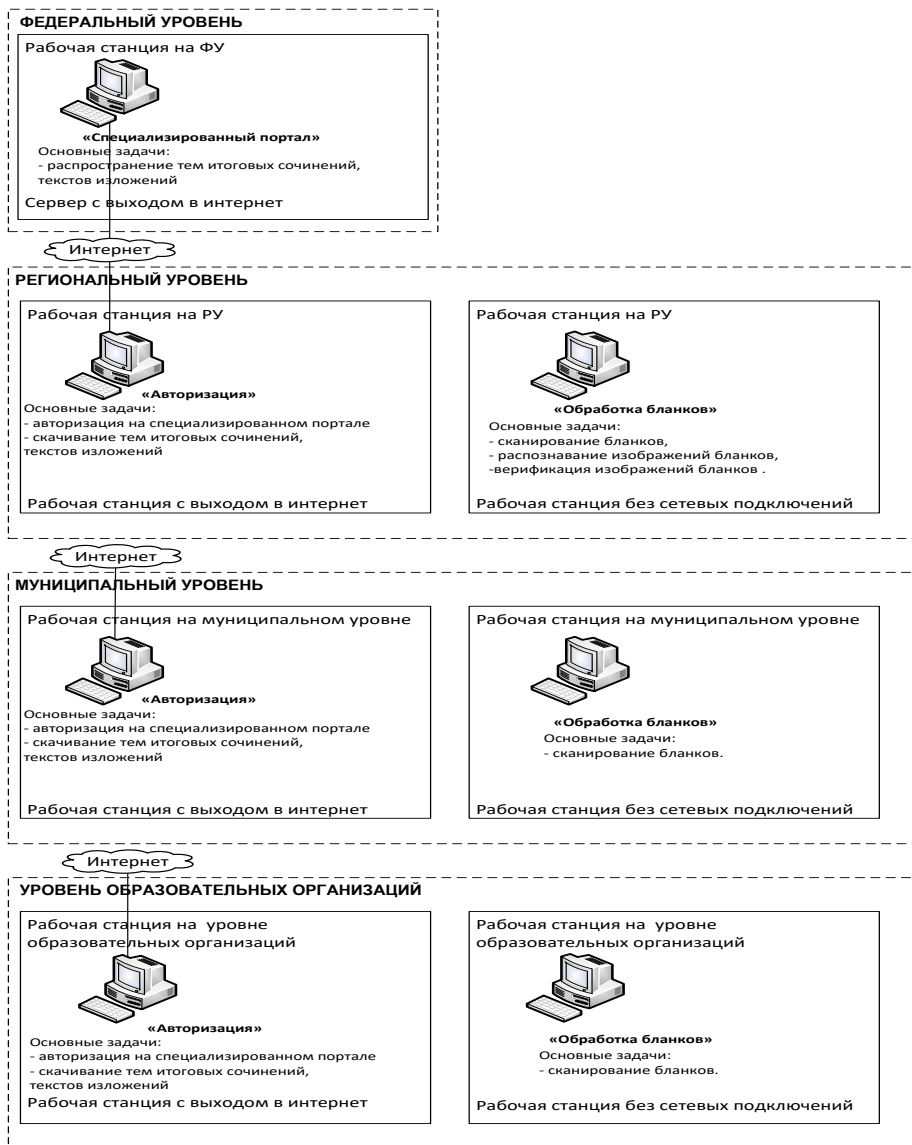 ФЕДЕРАЛЬНЫЙ УРОВЕНЬ
Рабочая станция на ФУ
«Специализированный портал»
Основные задачи:
- распространение тем итоговых сочинений,
текстов изложений
Сервер с выходом в интернет
Интернет
РЕГИОНАЛЬНЫЙ УРОВЕНЬ
Рабочая станция на РУ
«Авторизация»
Основные задачи:
- авторизация на специализированном портале
- скачивание тем итоговых сочинений,
текстов изложений
Рабочая станция с выходом в интернет
Рабочая станция на РУ
«Обработка бланков»
Основные задачи:
- сканирование бланков,
- распознавание изображений бланков,
-верификация изображений бланков .
Рабочая станция без сетевых подключений
Интернет
МУНИЦИПАЛЬНЫЙ УРОВЕНЬ
Рабочая станция на муниципальном уровне
«Авторизация»
Основные задачи:
- авторизация на специализированном портале
- скачивание тем итоговых сочинений,
текстов изложений
Рабочая станция с выходом в интернет
Рабочая станция на муниципальном уровне
«Обработка бланков»
Основные задачи:
- сканирование бланков.
Рабочая станция без сетевых подключений
Интернет
УРОВЕНЬ ОБРАЗОВАТЕЛЬНЫХ ОРГАНИЗАЦИЙ
Рабочая станция на уровне
образовательных организаций
«Авторизация»
Основные задачи:
- авторизация на специализированном портале
- скачивание тем итоговых сочинений,
текстов изложений
Рабочая станция с выходом в интернет
Рабочая станция на уровне
образовательных организаций
«Обработка бланков»
Основные задачи:
- сканирование бланков.
Рабочая станция без сетевых подключений